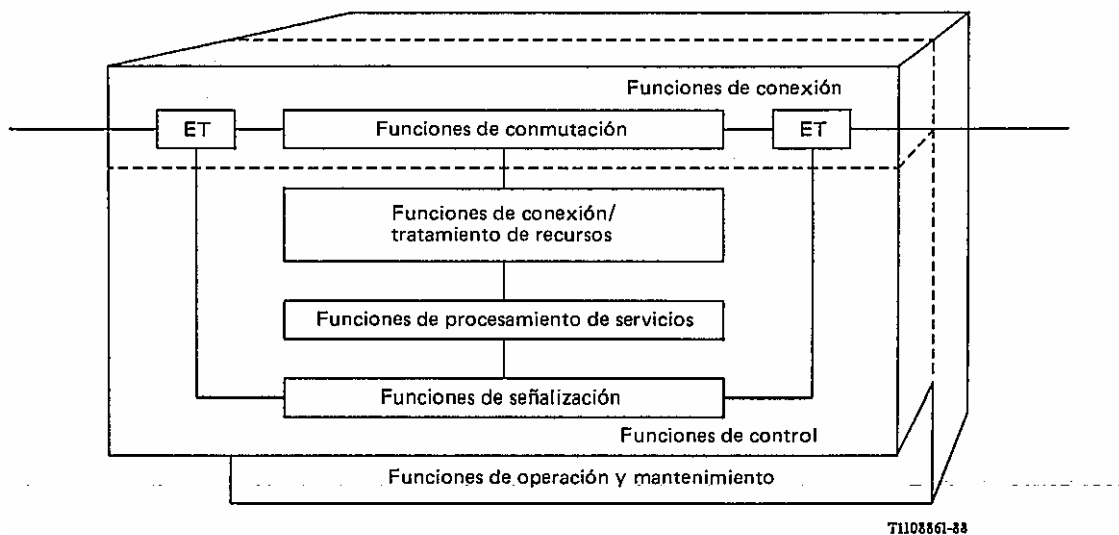 Funciones de conexión
ET
Funciones de conmutación
ET
Funciones de conexión/
tratamiento de recursos
Funciones de procesamiento de servicios
Funciones de señalización
Funciones de control
Funciones de operación y mantenimiento
T1103361-88